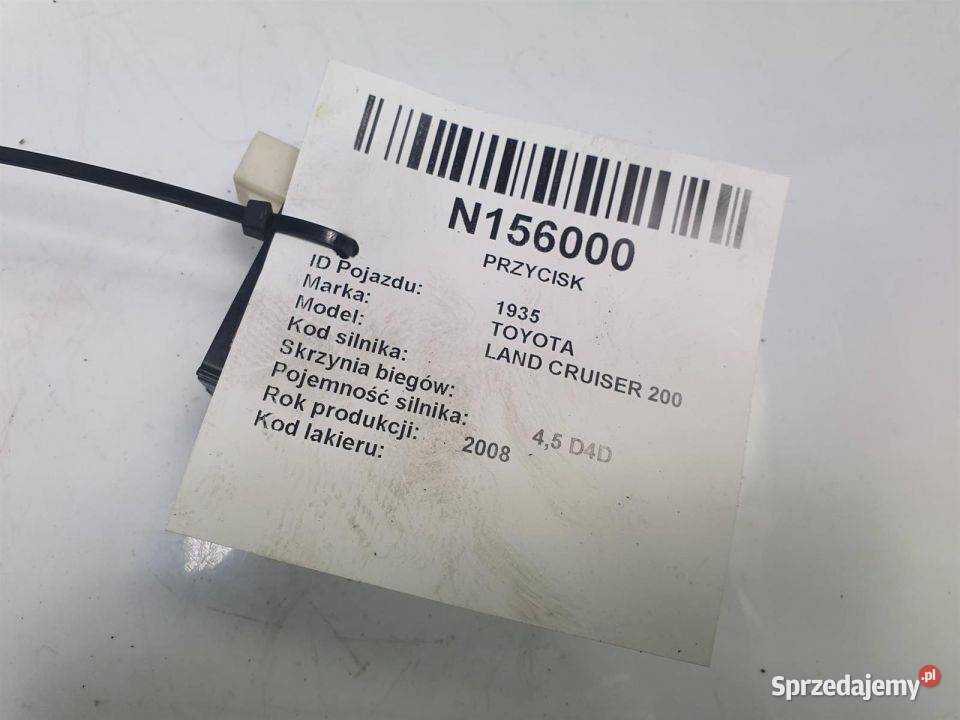 N156000
PRZYCISK
ID Pojazdu: 1935
Marka: TOYOTA
Model: LAND CRUISER 200
Kod silnika:
Skrzynia biegów:
Pojemność silnika: 4,5 D4D
Rok produkcji: 2008
Kod lakieru:
Sprzedajemy.pl